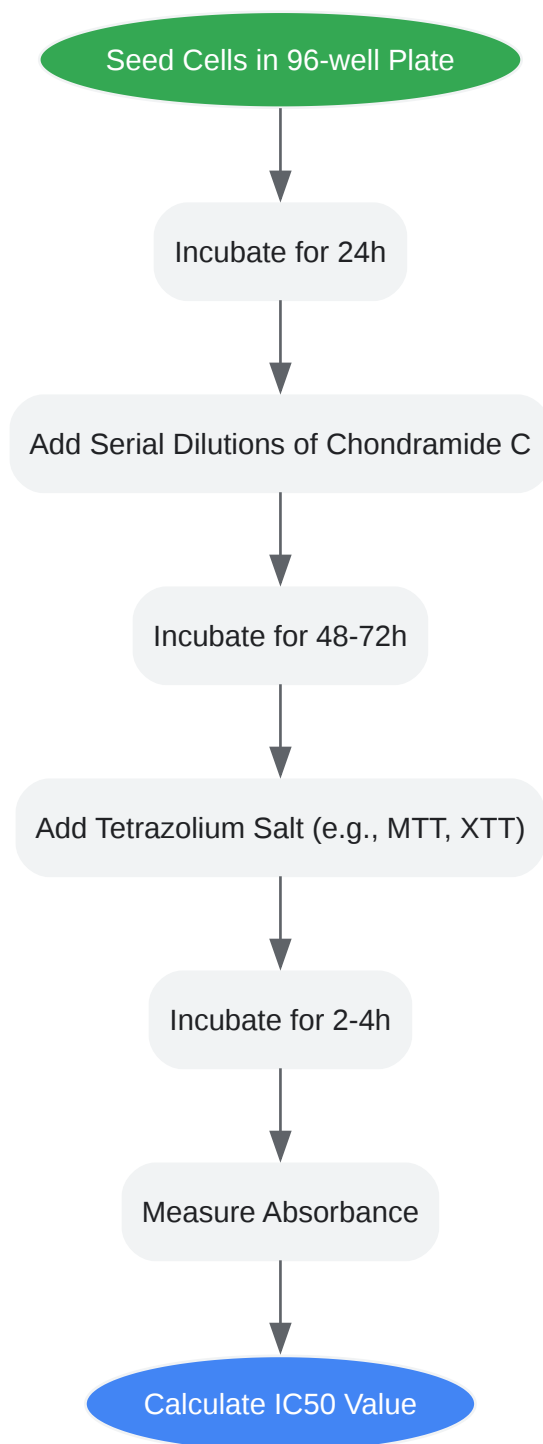 Seed Cells in 96-well Plate
Incubate for 24h
Add Serial Dilutions of Chondramide C
Incubate for 48-72h
Add Tetrazolium Salt (e.g., MTT, XTT)
Incubate for 2-4h
Measure Absorbance
Calculate IC50 Value